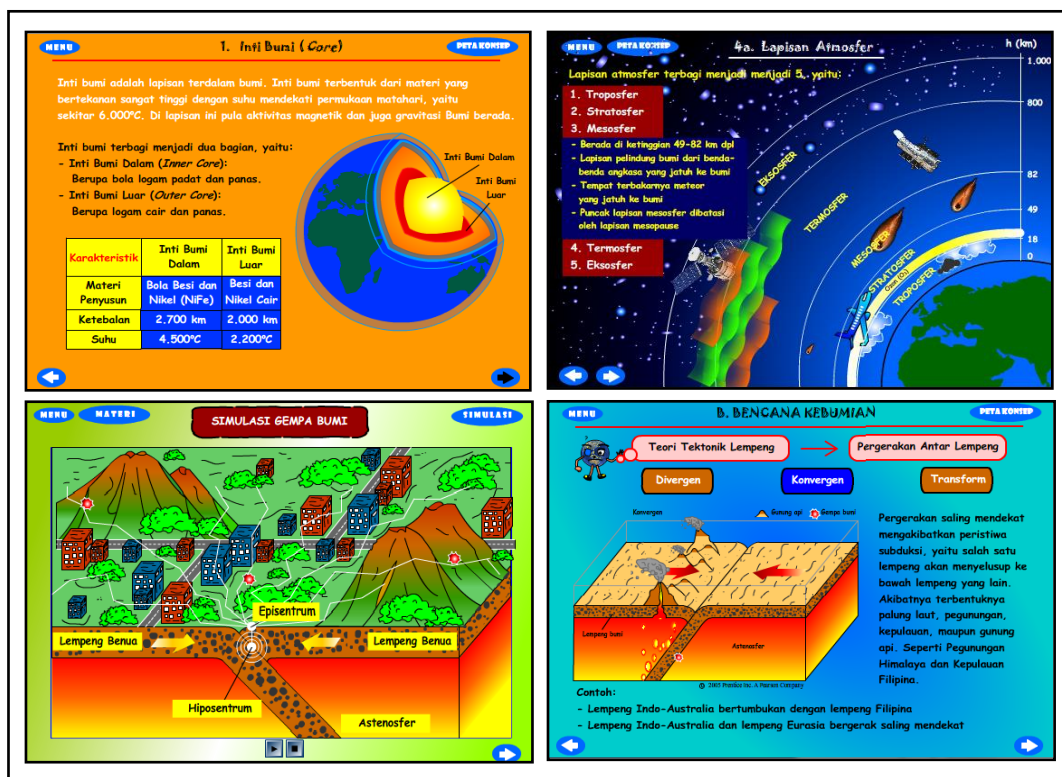 MENU
1. Inti Bumi (Core)
PETA KONSEP
Inti bumi adalah lapisan terdalam bumi. Inti bumi terbentuk dari materi yang
bertekanan sangat tinggi dengan suhu mendekati permukaan matahari, yaitu
sekitar 6.000°C. Di lapisan ini pula aktivitas magnetik dan juga gravitasi Bumi berada.
Inti bumi terbagi menjadi dua bagian, yaitu:
- Inti Bumi Dalam (Inner Core):
Berupa bola logam padat dan panas.
- Inti Bumi Luar (Outer Core):
Berupa logam cair dan panas.
Inti Bumi Dalam
Inti Bumi
Luar
Karakteristik
Inti Bumi
Dalam
Inti Bumi
Luar
Materi
Penyusun
Bola Besi dan
Nikel (NiFe)
Besi dan
Nikel Cair
Ketebalan
2.700 km
2.000 km
Suhu
4.500°C
2.200°C
MENU
PETA KONSEP
4a. Lapisan Atmosfer
h (km)
Lapisan atmosfer terbagi menjadi menjadi 5, yaitu:
1. Troposfer
2. Stratosfer
3. Mesosfer
- Berada di ketinggian 49-82 km dpl
- Lapisan pelindung bumi dari benda-
benda angkasa yang jatuh ke bumi
- Tempat terbakarnya meteor
yang jatuh ke bumi
- Puncak lapisan mesosfer dibatasi
oleh lapisan mesopause
4. Termosfer
5. Eksosfer
EKSOSFER
TERMOSFER
MESOSFER
STRATOSFER
Ozon (O3)
TROPOSFER
1.000
800
82
49
18
0
MENU
MATERI
SIMULASI GEMPA BUMI
SIMULASI
Episentrum
Lempeng Benua
Lempeng Benua
Hiposentrum
Astenosfer
MENU
B. BENCANA KEBUMIAN
PETA KONSEP
Teori Tektonik Lempeng
Pergerakan Antar Lempeng
Divergen
Konvergen
Transform
Konvergen
Gunung api
Gempa bumi
Lempeng bumi
Astenosfer
© 2005 Prentice Inc. A Pearson Company
Pergerakan saling mendekat
mengakibatkan peristiwa
subduksi, yaitu salah satu
lempeng akan menyelusup ke
bawah lempeng yang lain.
Akibatnya terbentuknya
palung laut, pegunungan,
kepulauan, maupun gunung
api. Seperti Pegunungan
Himalaya dan Kepulauan
Filipina.
Contoh:
- Lempeng Indo-Australia bertumbukan dengan lempeng Filipina
- Lempeng Indo-Australia dan lempeng Eurasia bergerak saling mendekat